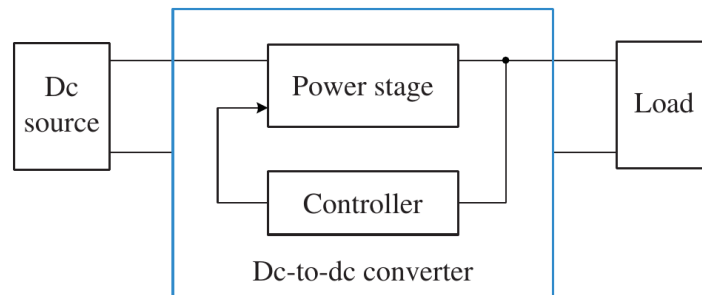 Dc
source
Power stage
Load
Controller
Dc-to-dc converter